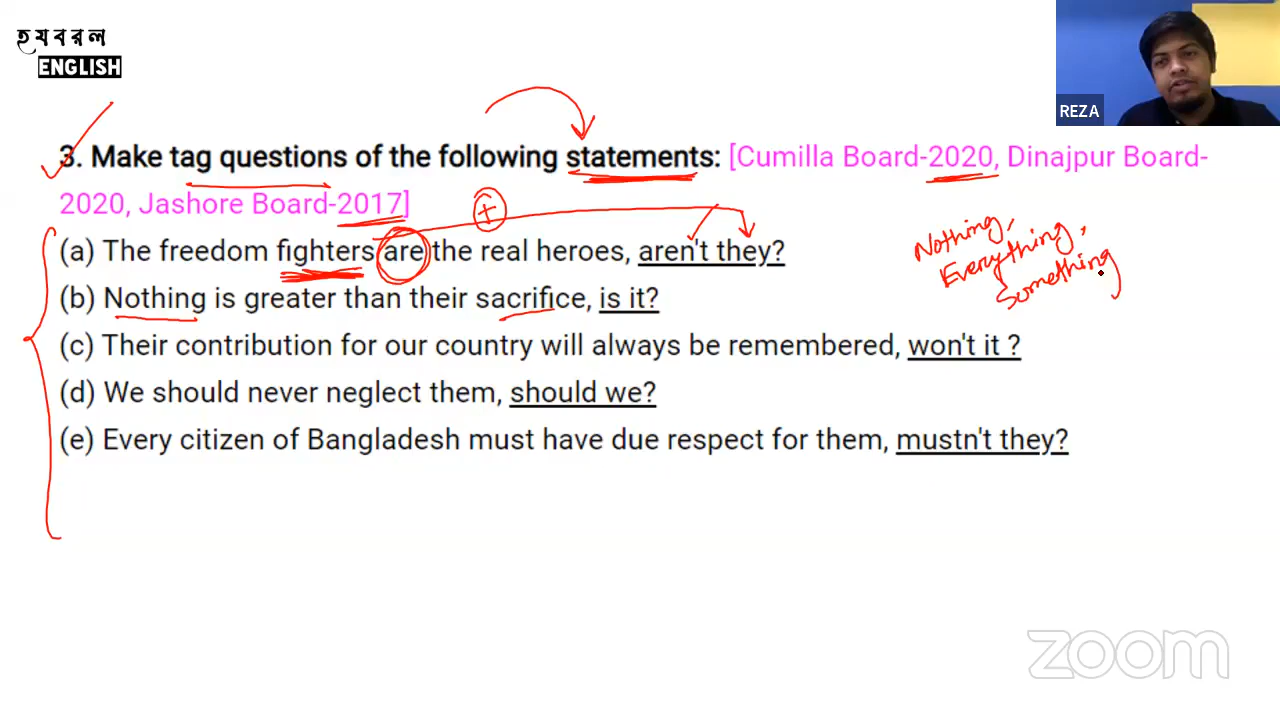 হ য ব র ল
ENGLISH
REZA
3. Make tag questions of the following statements: [Cumilla Board-2020, Dinajpur Board-
2020, Jashore Board-2017]
+
(a) The freedom fighters are the real heroes, aren't they?
(b) Nothing is greater than their sacrifice, is it?
(c) Their contribution for our country will always be remembered, won't it ?
(d) We should never neglect them, should we?
(e) Every citizen of Bangladesh must have due respect for them, mustn't they?
Nothing,
Everything,
Something
zoom